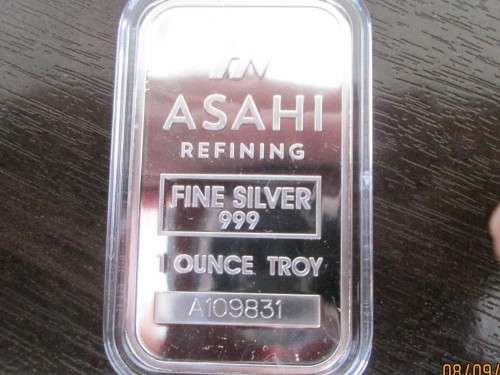 ASAHI
REFINING
FINE SILVER
999
1 OUNCE TROY
A109831
08/09/